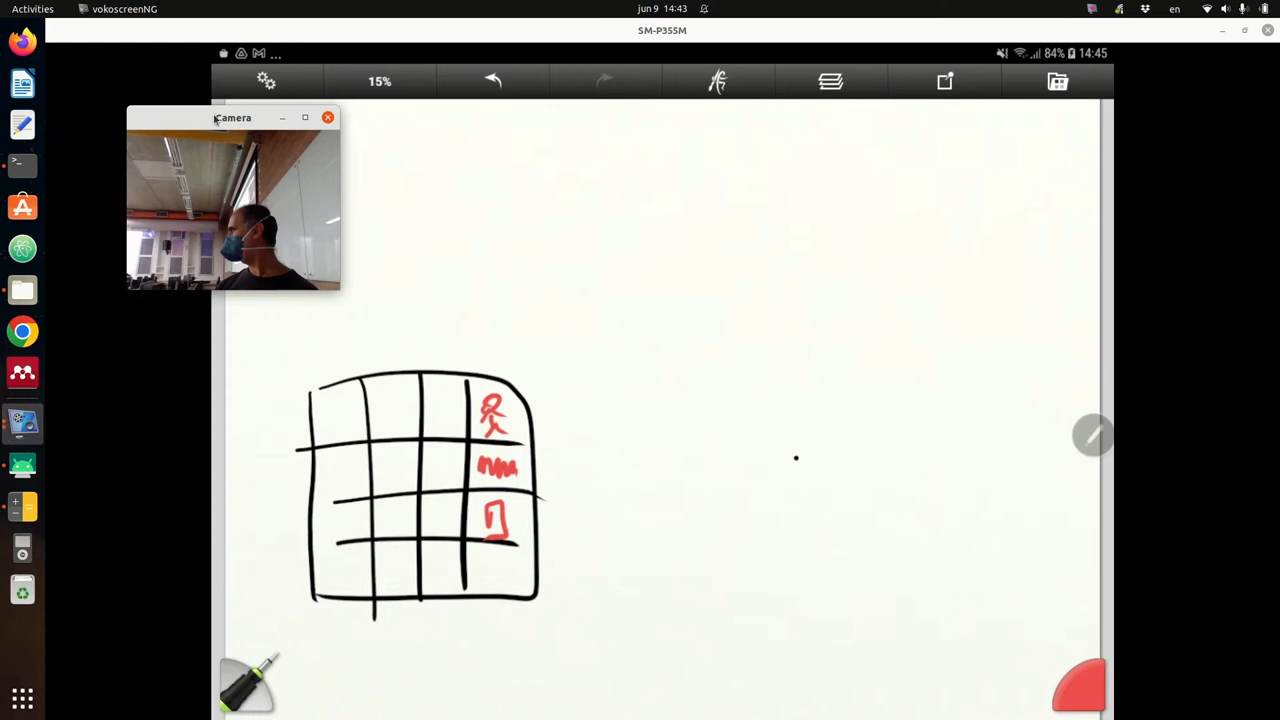 Activities vokoscreenNG jun 9 14:43 en
SM-P355M
... 84% 14:45
15%
Camera